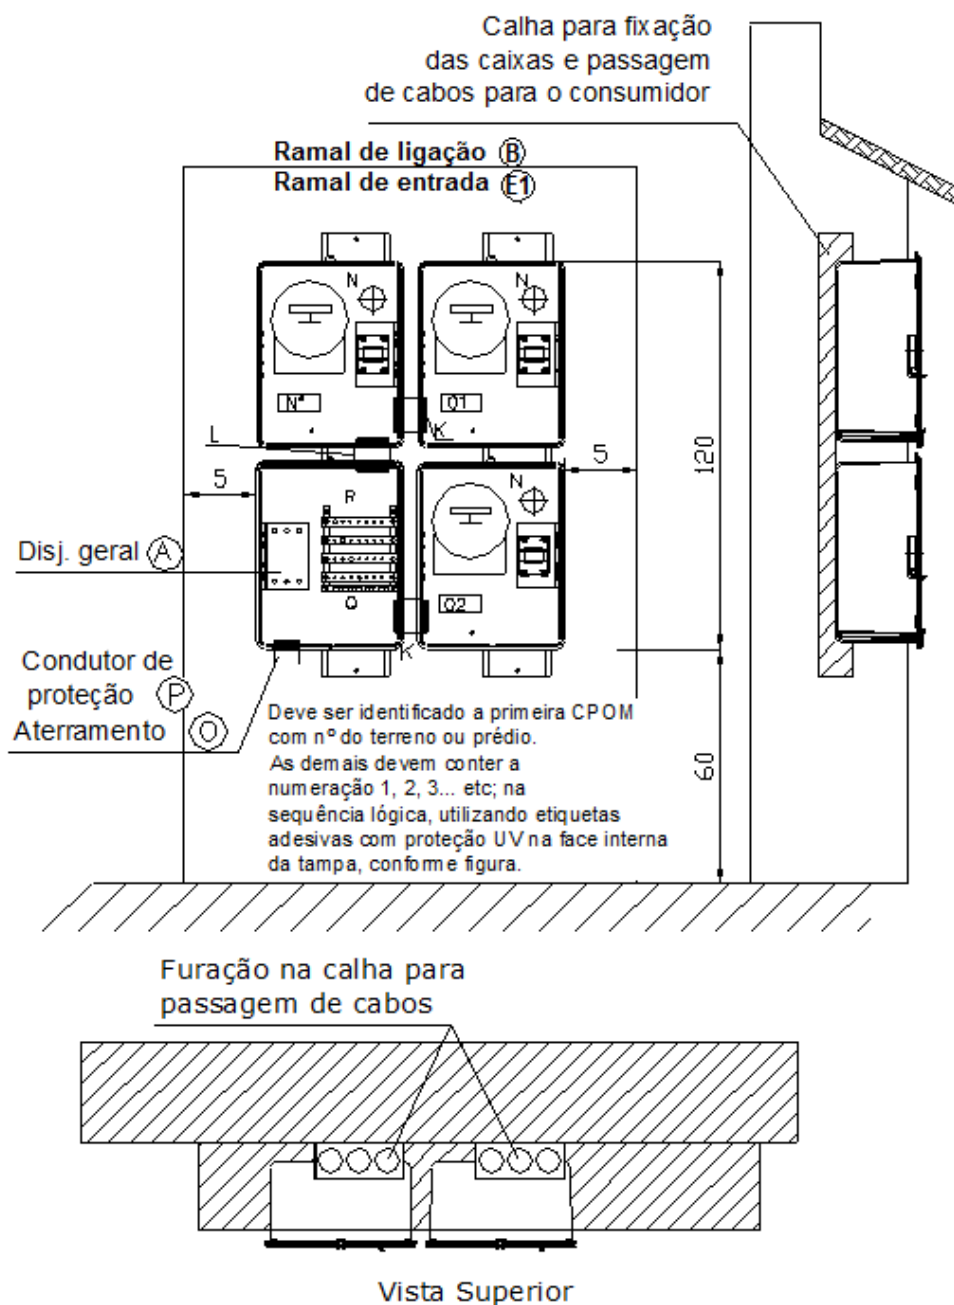 Calha para fixação
das caixas e passagem
de cabos para o consumidor
Ramal de ligação B
Ramal de entrada E1
N
N
Nº
01
L
K
5
5
120
R
N
Disj. geral A
Q
02
K
Condutor de
proteção P
Aterramento O
Deve ser identificado a primeira CPOM
com nº do terreno ou prédio.
As demais devem conter a
numeração 1, 2, 3... etc; na
sequência lógica, utilizando etiquetas
adesivas com proteção UV na face interna
da tampa, conforme figura.
60
Furação na calha para
passagem de cabos
Vista Superior